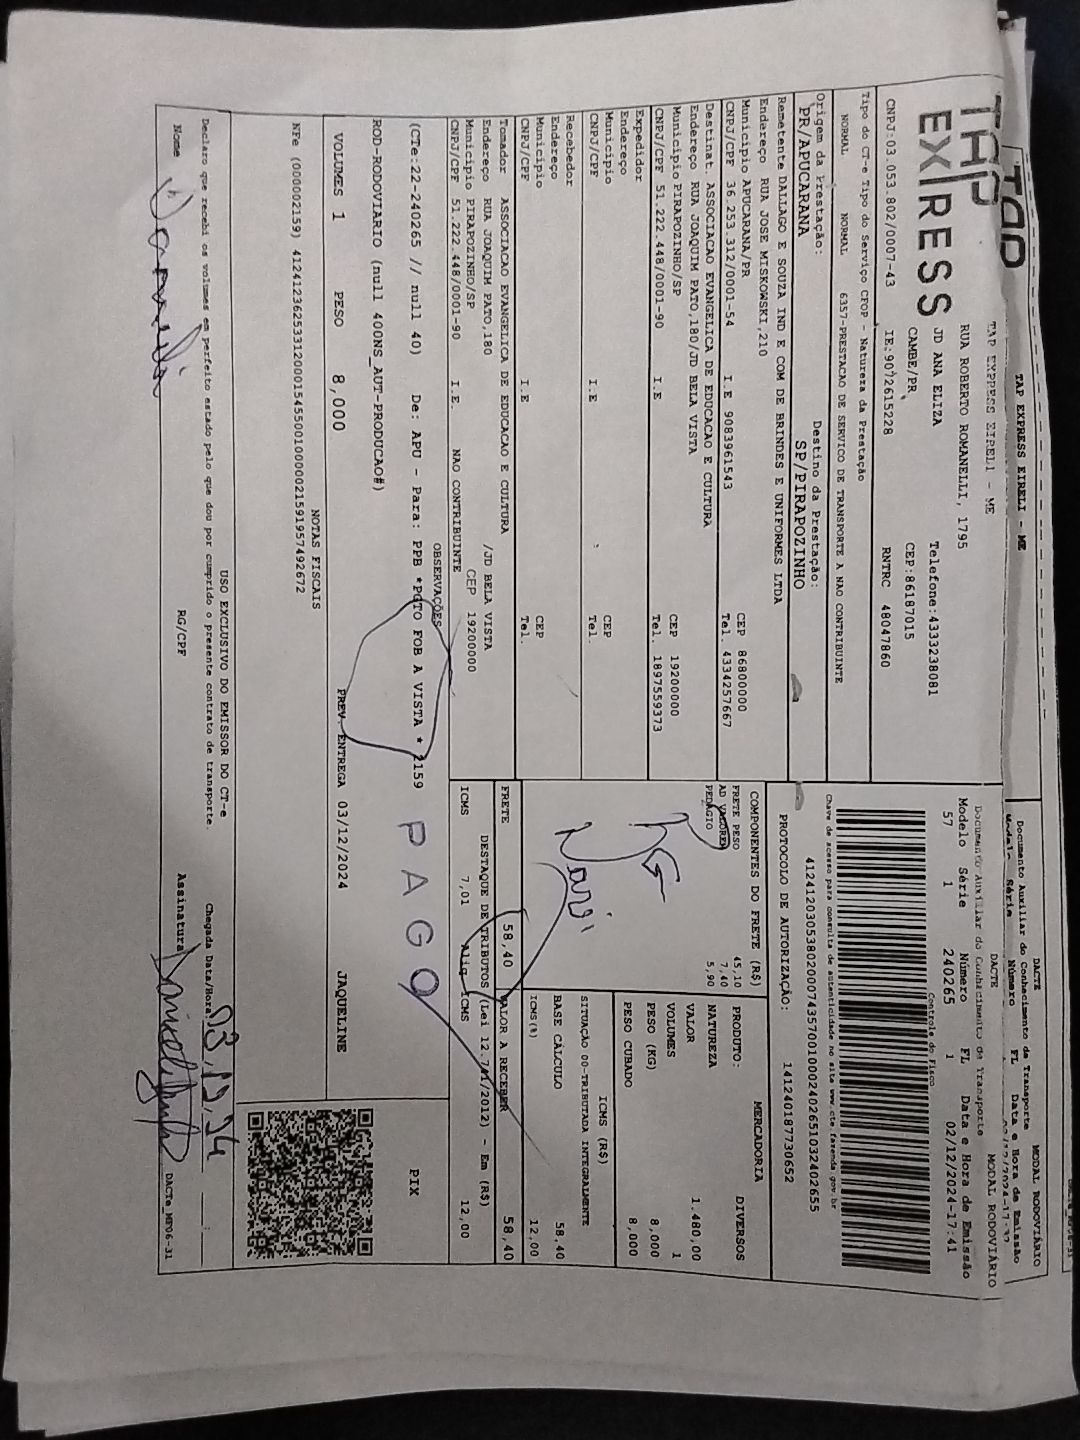 TAP EXPRESS EIRELI - ME
DACTE
MODAL RODOVIÁRIO
Documento Auxiliar do Conhecimento de Transporte
TAP EXPRESS
TAP EXPRESS EIRELI - ME
RUA ROBERTO ROMANELLI, 1795
JD ANA ELIZA
CAMBE/PR
Telefone:4333238081
CEP:86187015
CNPJ:03.053.802/0007-43
IE:9072615228
RNTRC 48047860
DACTE
MODAL RODOVIÁRIO
Documento Auxiliar do Conhecimento de Transporte
Modelo Série Número FL Data e Hora de Emissão
57 1 240265 1 02/12/2024-17:41
Controle do Fisco
Chave de acesso para consulta de autenticidade no site www.cte.fazenda.gov.br
PROTOCOLO DE AUTORIZAÇÃO: 141240187730652
Tipo do CT-e Tipo do Serviço CFOP - Natureza da Prestação
NORMAL NORMAL 6357-PRESTACAO DE SERVICO DE TRANSPORTE A NAO CONTRIBUINTE
Origem da Prestação: Destino da Prestação:
PR/APUCARANA SP/PIRAPOZINHO
Remetente DALLAGO E SOUZA IND E COM DE BRINDES E UNIFORMES LTDA
Endereço RUA JOSE MISKOWSKI,210
Município APUCARANA/PR CEP 86800000
CNPJ/CPF 36.253.312/0001-54 I.E 9083961543 Tel. 4334257667
Destinat. ASSOCIACAO EVANGELICA DE EDUCACAO E CULTURA
Endereço RUA JOAQUIM PATO,180/JD BELA VISTA
Município PIRAPOZINHO/SP CEP 19200000
CNPJ/CPF 51.222.448/0001-90 I.E Tel. 1897559373
Expedidor
Endereço
Município CEP
CNPJ/CPF I.E Tel.
Recebedor
Endereço
Município CEP
CNPJ/CPF I.E Tel.
Tomador ASSOCIACAO EVANGELICA DE EDUCACAO E CULTURA
Endereço RUA JOAQUIM PATO,180 /JD BELA VISTA
Município PIRAPOZINHO/SP CEP 19200000
CNPJ/CPF 51.222.448/0001-90 I.E. NAO CONTRIBUINTE
COMPONENTES DO FRETE (R$)
FRETE PESO 45,10
AD VALOREM 7,40
PEDAGIO 5,90
MERCADORIA
PRODUTO: DIVERSOS
NATUREZA
VALOR 1.480,00
VOLUMES 1
PESO (KG) 8,000
PESO CUBADO 8,000
ICMS (R$)
SITUAÇÃO 00-TRIBUTADA INTEGRALMENTE
BASE CÁLCULO 58,40
ICMS(%) 12,00
FRETE 58,40 VALOR A RECEBER 58,40
DESTAQUE DE TRIBUTOS (Lei 12.741/2012) - Em (R$)
ICMS 7,01 Aliq ICMS 12,00
OBSERVAÇÕES
(CTe:22-240265 // null 40) De: APU - Para: PPB *PGTO FOB A VISTA * 2159
PAGO
PIX
ROD-RODOVIARIO (null 400NS_AUT-PRODUCAO#)
VOLUMES 1 PESO 8,000 PREV. ENTREGA 03/12/2024 JAQUELINE
NOTAS FISCAIS
USO EXCLUSIVO DO EMISSOR DO CT-e
Declaro que recebi os volumes em perfeito estado pelo que dou por cumprido o presente contrato de transporte. Chegada Data/Hora 03,12,24
Nome RG/CPF Assinatura DACTe_MP06-31